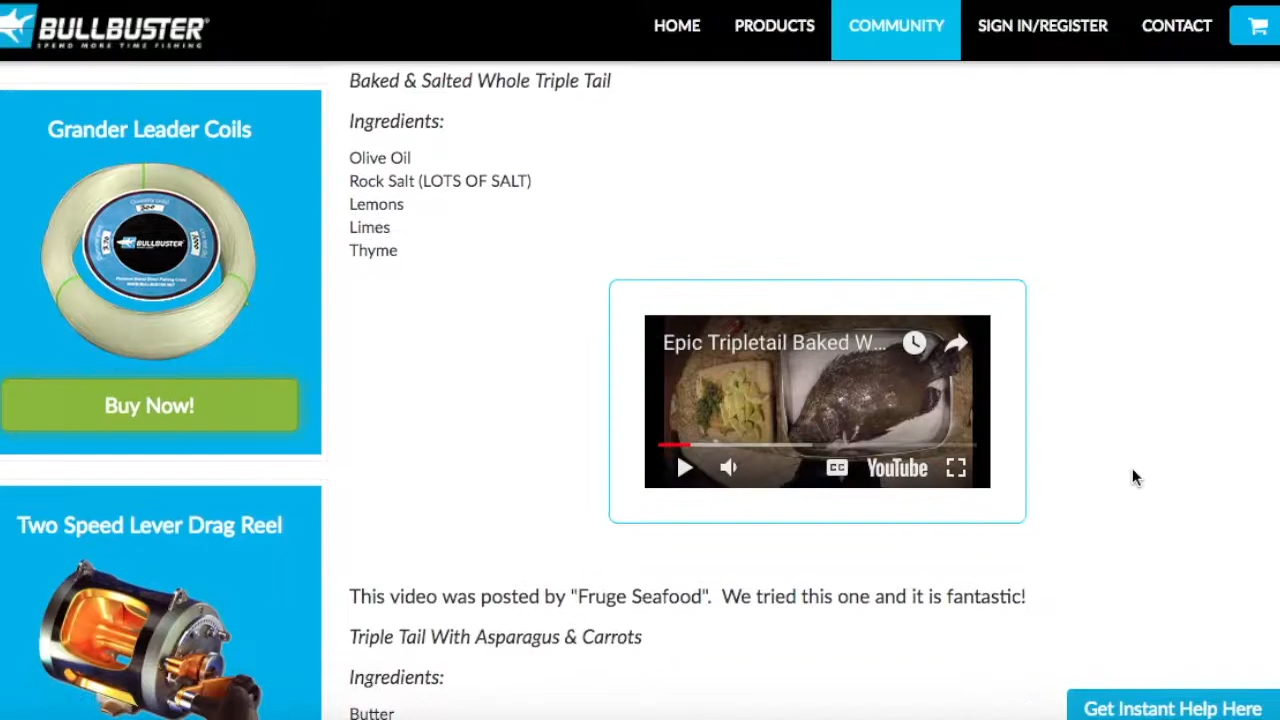 BULLBUSTER®
SPEND MORE TIME FISHING
HOME PRODUCTS COMMUNITY SIGN IN/REGISTER CONTACT
Grander Leader Coils
BULLBUSTER
Buy Now!
Two Speed Lever Drag Reel
Baked & Salted Whole Triple Tail
Ingredients:
Olive Oil
Rock Salt (LOTS OF SALT)
Lemons
Limes
Thyme
Epic Tripletail Baked W...
CC YouTube
This video was posted by "Fruge Seafood". We tried this one and it is fantastic!
Triple Tail With Asparagus & Carrots
Ingredients:
Butter
Get Instant Help Here